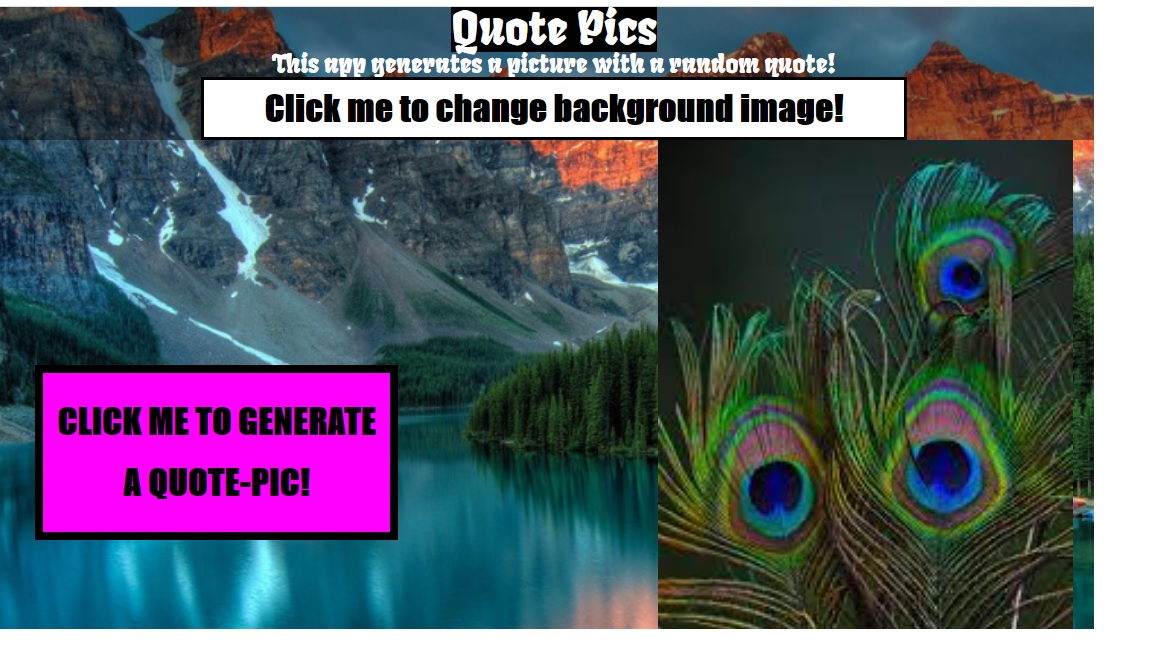 Quote Pics
This app generates a picture with a random quote!
Click me to change background image!
CLICK ME TO GENERATE
A QUOTE-PIC!